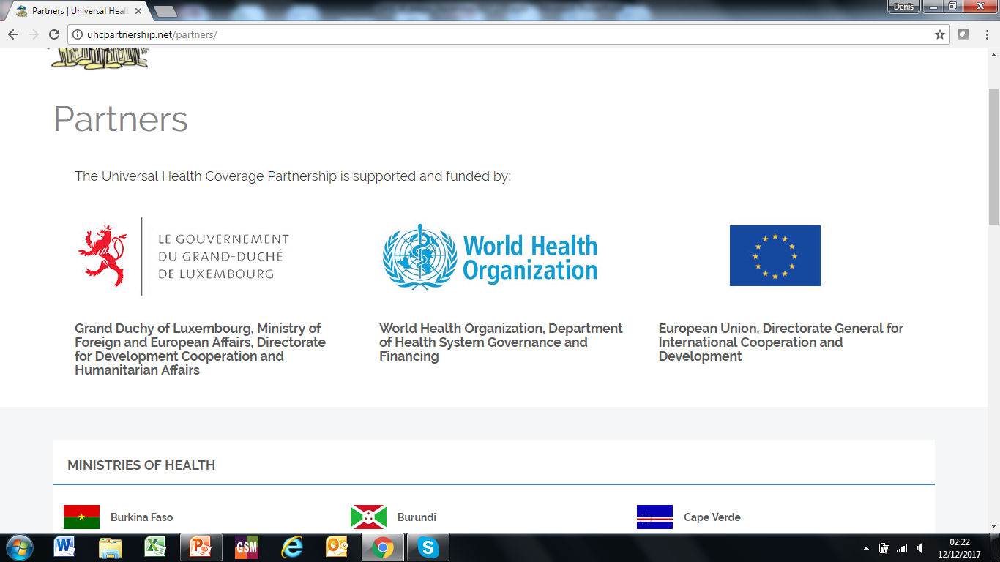 Partners | Universal Healt
Denis
uhcpartnership.net/partners/
Partners
The Universal Health Coverage Partnership is supported and funded by:
LE GOUVERNEMENT
DU GRAND-DUCHÉ
DE LUXEMBOURG
World Health
Organization
Grand Duchy of Luxembourg, Ministry of
Foreign and European Affairs, Directorate
for Development Cooperation and
Humanitarian Affairs
World Health Organization, Department
of Health System Governance and
Financing
European Union, Directorate General for
International Cooperation and
Development
MINISTRIES OF HEALTH
Burkina Faso
Burundi
Cape Verde
GSM
02:22
12/12/2017